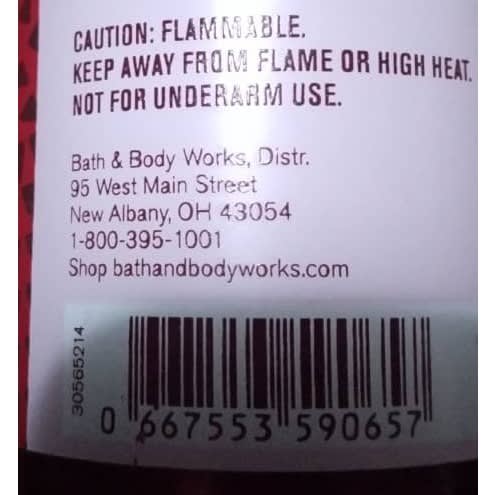 CAUTION: FLAMMABLE.
KEEP AWAY FROM FLAME OR HIGH HEAT.
NOT FOR UNDERARM USE.
Bath & Body Works, Distr.
95 West Main Street
New Albany, OH 43054
1-800-395-1001
Shop bathandbodyworks.com
30565214
0 667553 590657